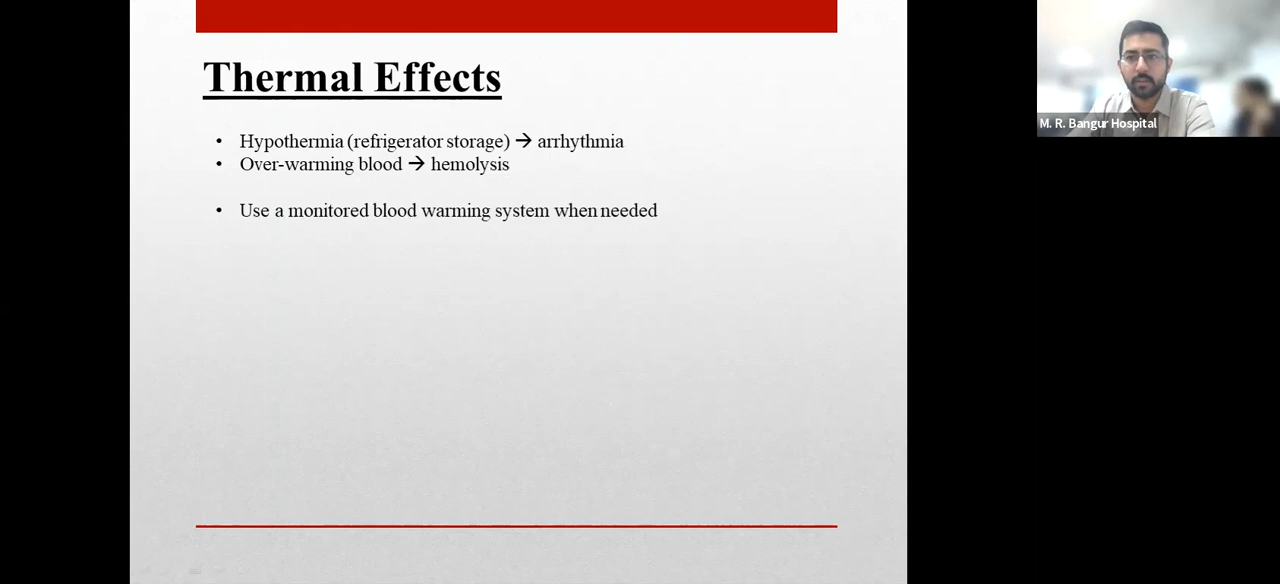 Thermal Effects
• Hypothermia (refrigerator storage) → arrhythmia
• Over-warming blood → hemolysis
• Use a monitored blood warming system when needed
M. R. Bangur Hospital